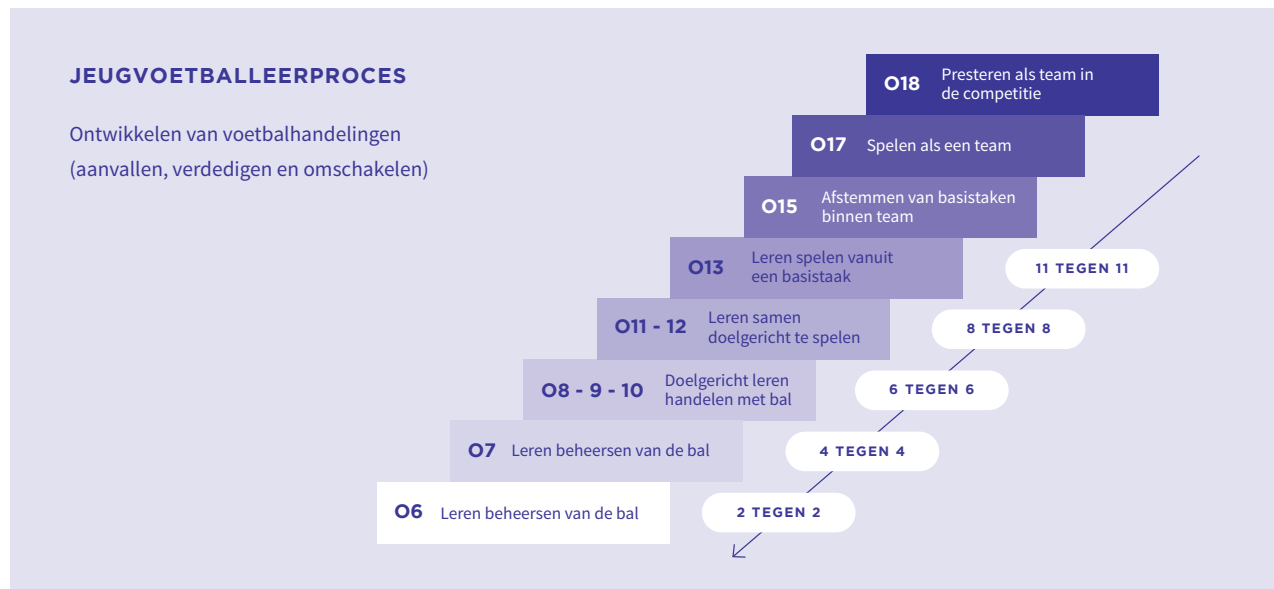 JEUGVOETBALLEERPROCES
Ontwikkelen van voetbalhandelingen
(aanvallen, verdedigen en omschakelen)
O18 Presteren als team in
de competitie
O17 Spelen als een team
O15 Afstemmen van basistaken
binnen team
O13 Leren spelen vanuit
een basistaak
11 TEGEN 11
O11 - 12 Leren samen
doelgericht te spelen
8 TEGEN 8
O8 - 9 - 10 Doelgericht leren
handelen met bal
6 TEGEN 6
O7 Leren beheersen van de bal
4 TEGEN 4
O6 Leren beheersen van de bal
2 TEGEN 2